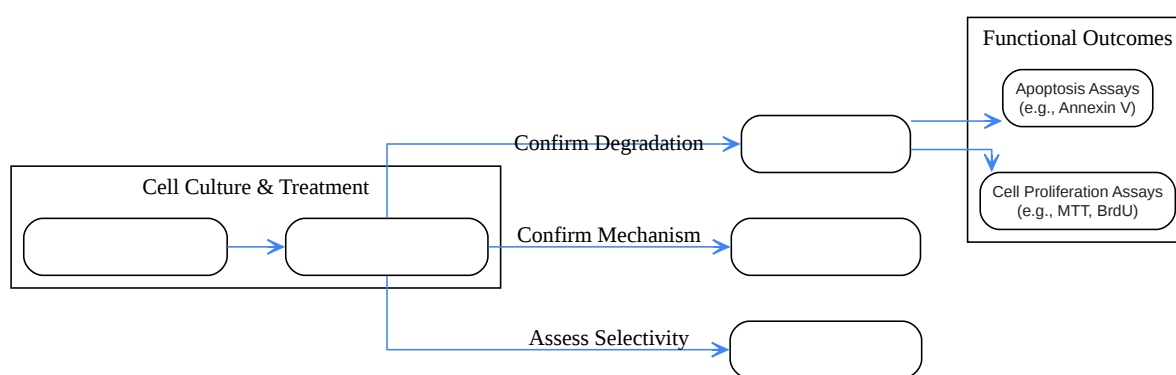 Functional Outcomes
Apoptosis Assays
(e.g., Annexin V)
Confirm Degradation
Cell Culture & Treatment
Cell Proliferation Assays
(e.g., MTT, BrdU)
Confirm Mechanism
Assess Selectivity